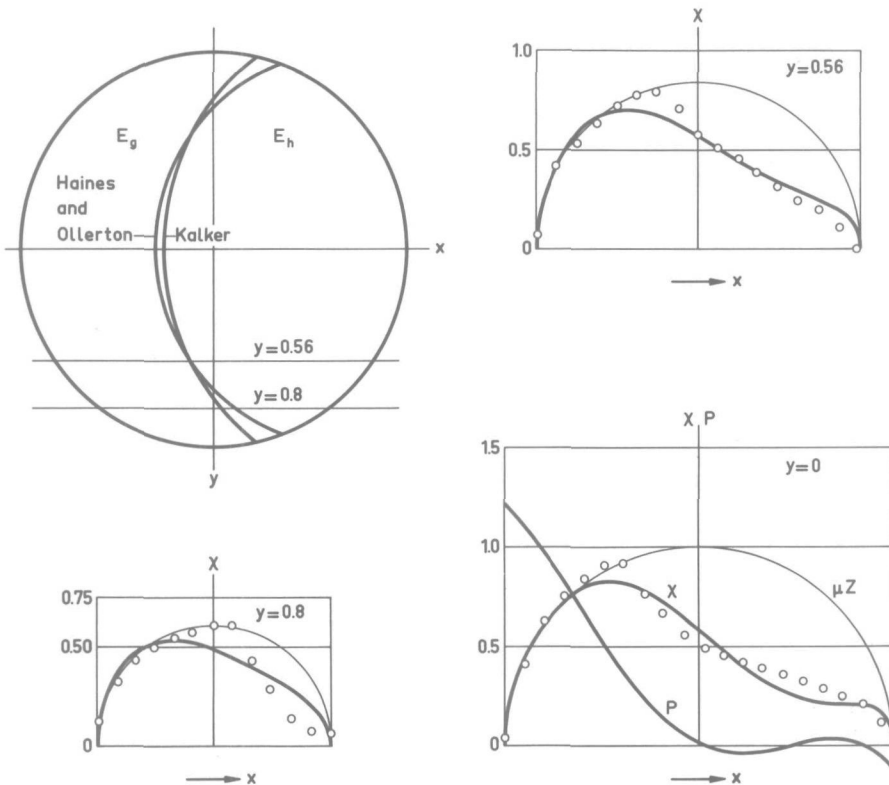 E_g
E_h
Haines
and
Ollerton
Kalker
x
y=0.56
y=0.8
y
X
1.0
y=0.56
0.5
0
x
X
0.75
y=0.8
0.50
0
x
X P
1.5
y=0
1.0
μZ
X
0.5
P
0
x